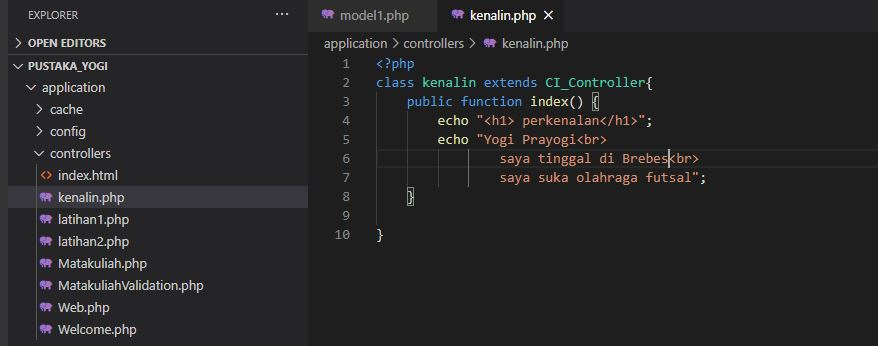 EXPLORER
...
OPEN EDITORS
PUSTAKA_YOGI
application
cache
config
controllers
index.html
kenalin.php
latihan1.php
latihan2.php
Matakuliah.php
MatakuliahValidation.php
Web.php
Welcome.php
model1.php
kenalin.php ×
application > controllers > kenalin.php
1 <?php
2 class kenalin extends CI_Controller{
3 public function index() {
4 echo "<h1> perkenalan</h1>";
5 echo "Yogi Prayogi<br>
6 saya tinggal di Brebes<br>
7 saya suka olahraga futsal";
8 }
9
10 }